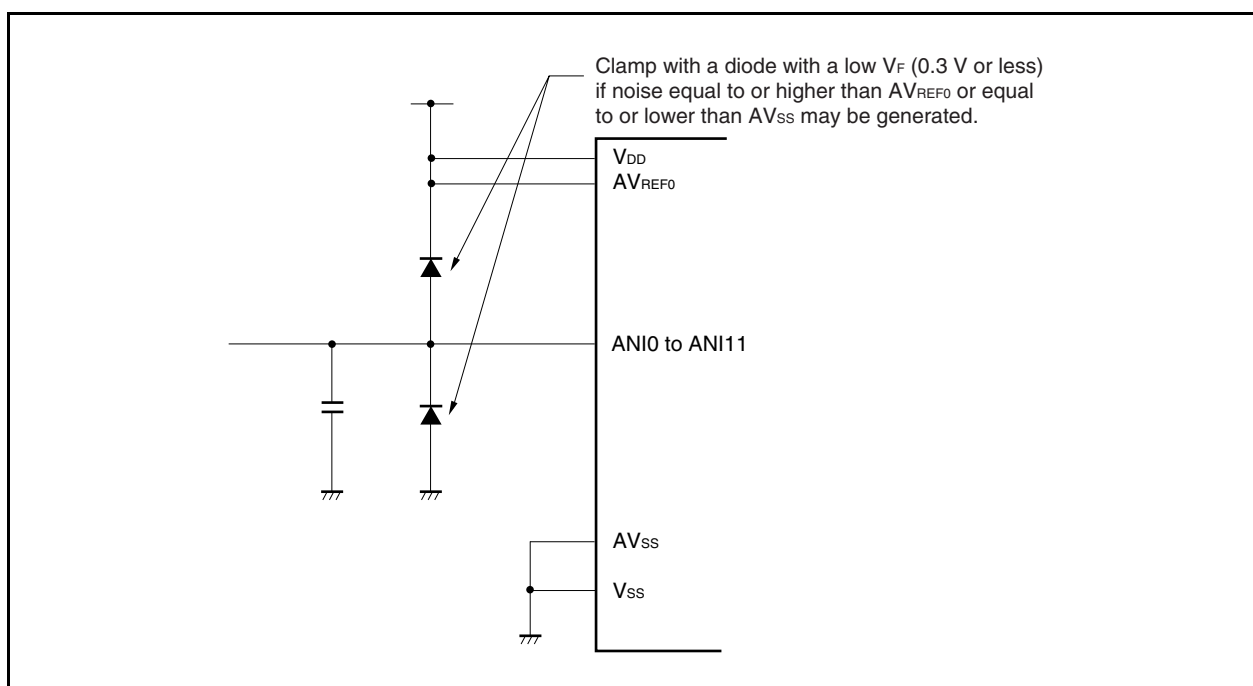 Clamp with a diode with a low VF (0.3 V or less)
if noise equal to or higher than AVREF0 or equal
to or lower than AVSS may be generated.
VDD
AVREF0
ANI0 to ANI11
AVSS
VSS